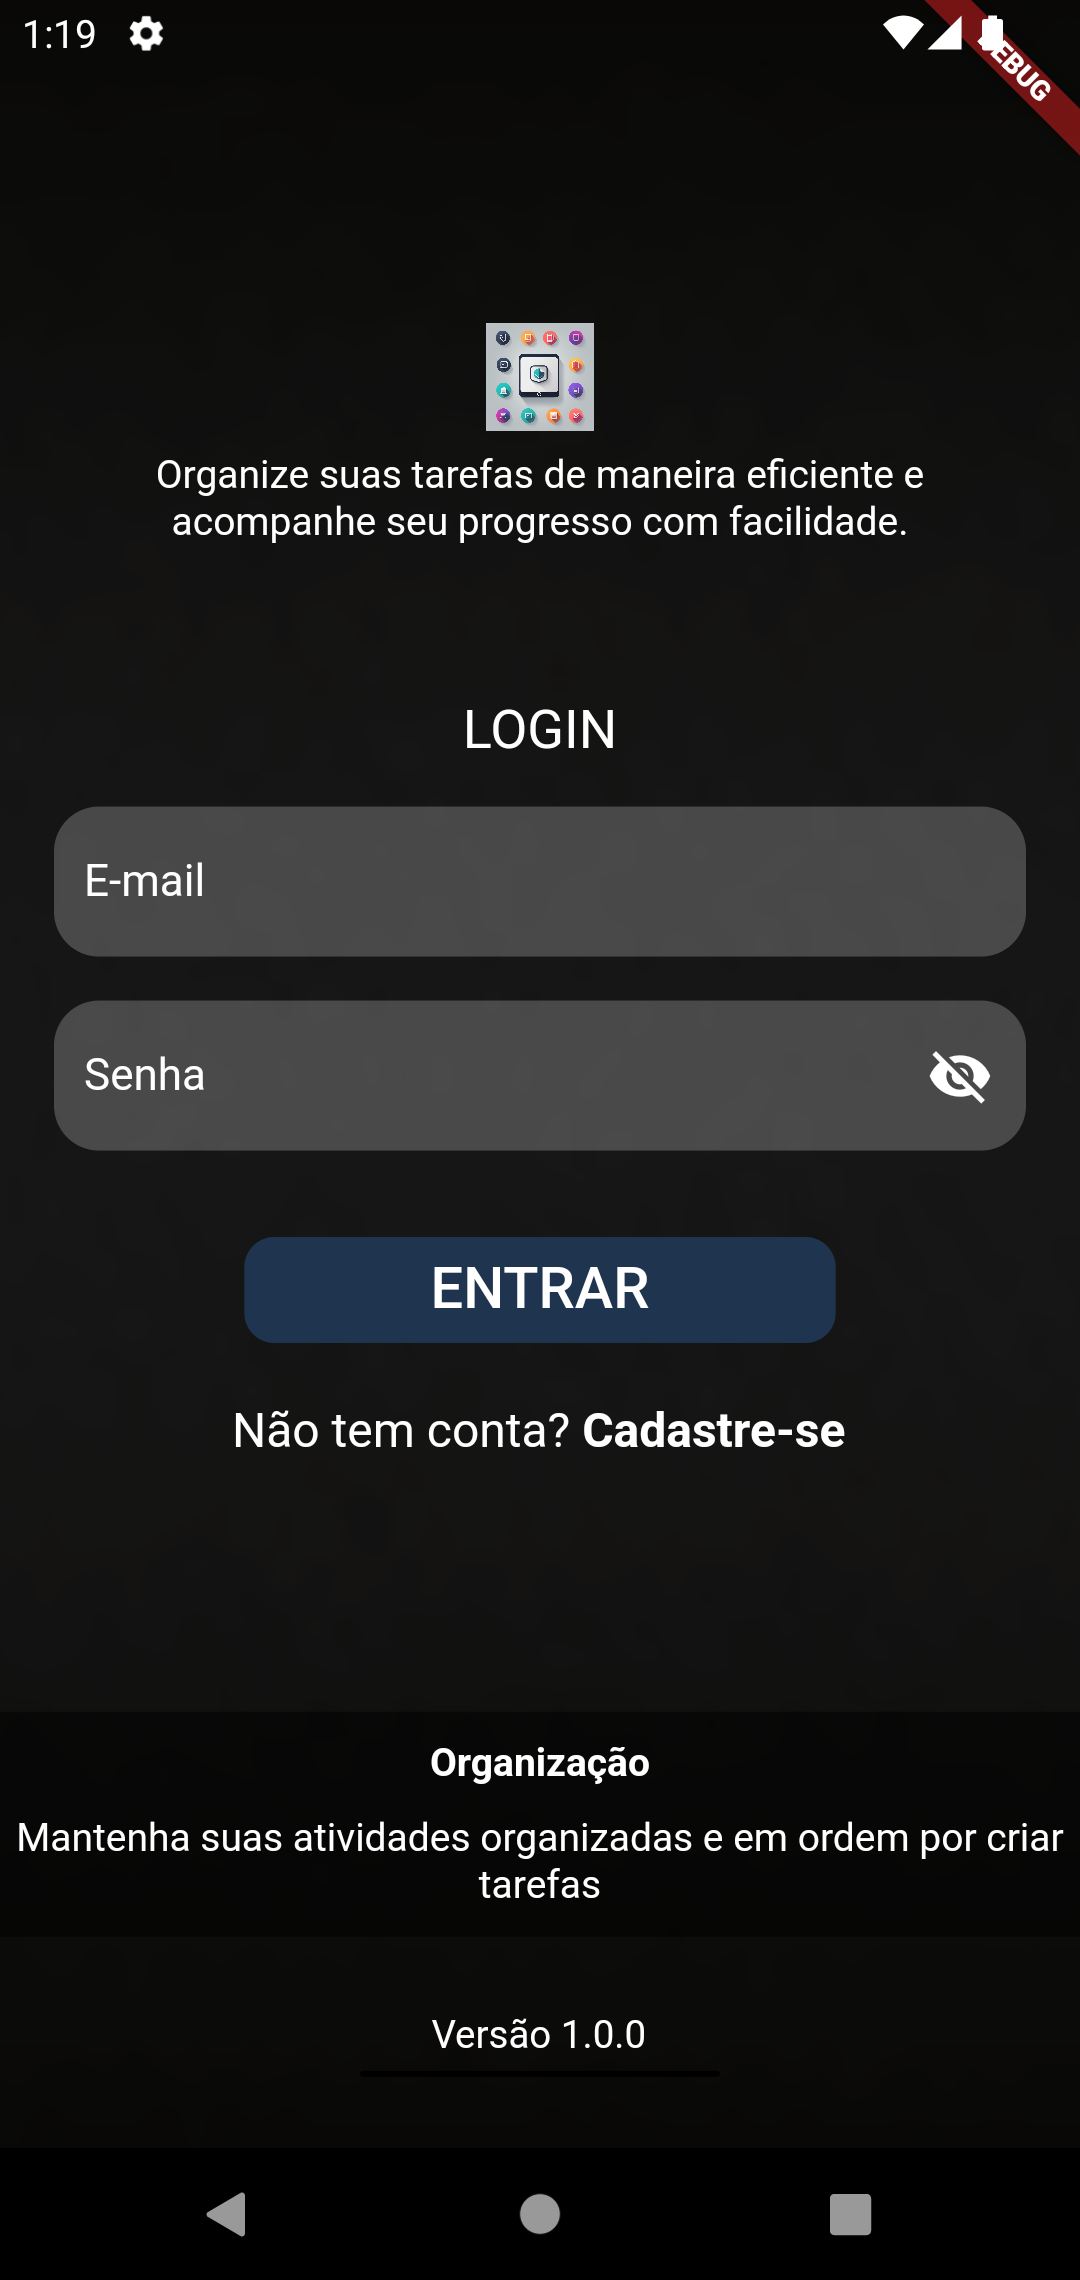 1:19
DEBUG
Organize suas tarefas de maneira eficiente e
acompanhe seu progresso com facilidade.
LOGIN
E-mail
Senha
ENTRAR
Não tem conta? Cadastre-se
Organização
Mantenha suas atividades organizadas e em ordem por criar
tarefas
Versão 1.0.0